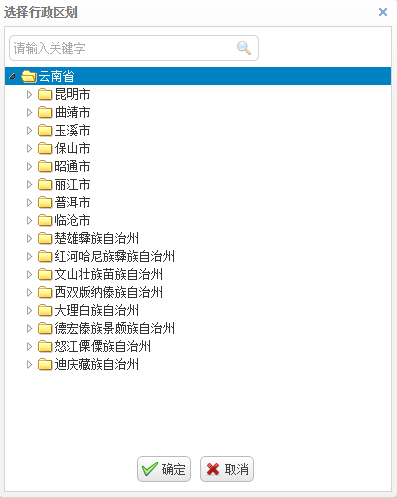 选择行政区划
请输入关键字
云南省
昆明市
曲靖市
玉溪市
保山市
昭通市
丽江市
普洱市
临沧市
楚雄彝族自治州
红河哈尼族彝族自治州
文山壮族苗族自治州
西双版纳傣族自治州
大理白族自治州
德宏傣族景颇族自治州
怒江傈僳族自治州
迪庆藏族自治州
确定 取消